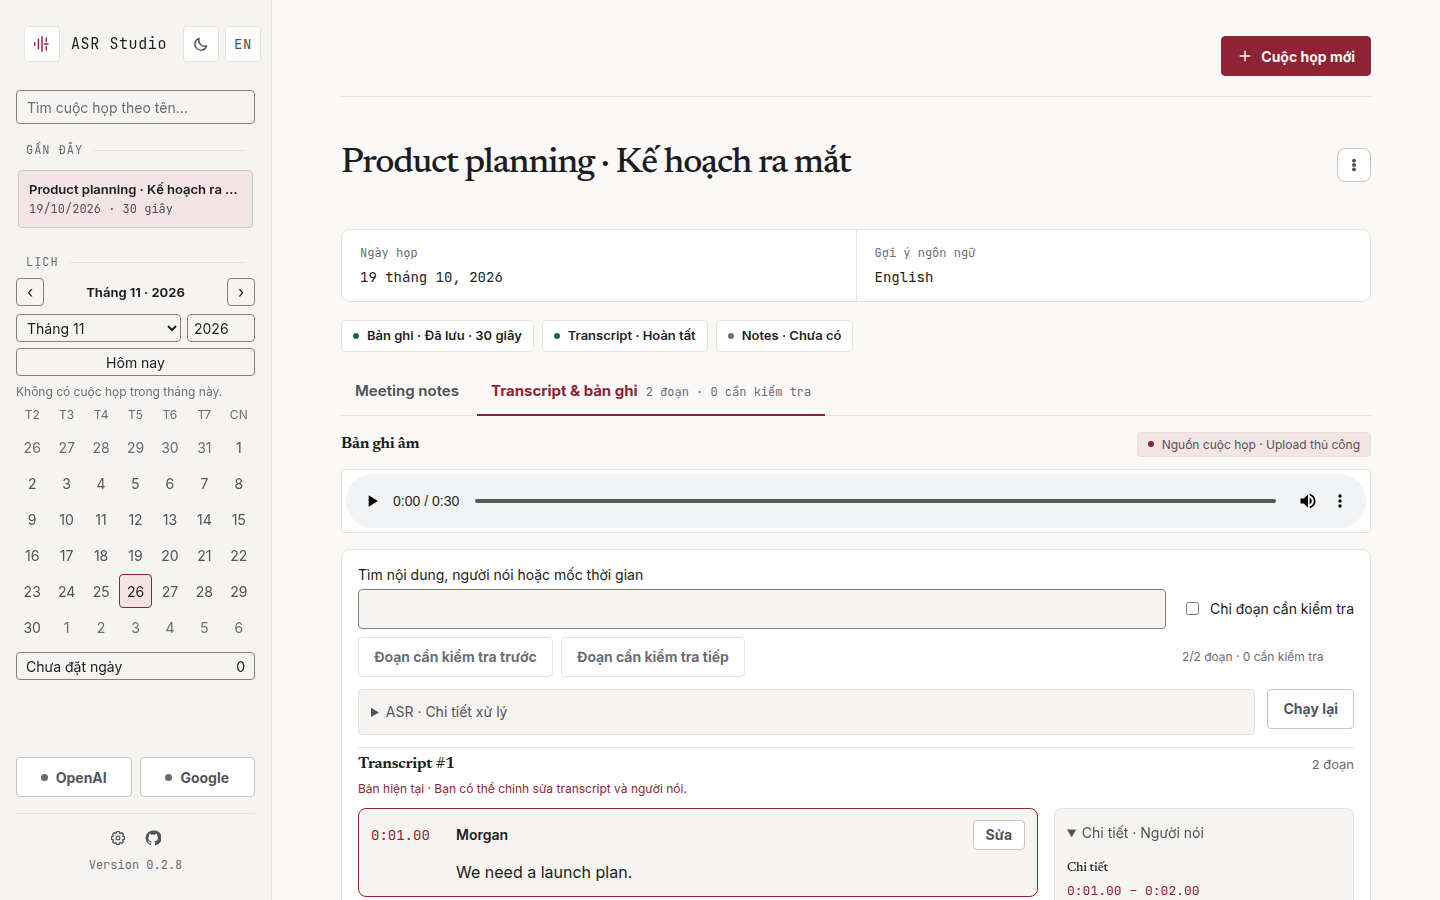 ASR Studio
EN
Tìm cuộc họp theo tên...
GẦN ĐÂY
Product planning · Kế hoạch ra ...
19/10/2026 · 30 giây
LỊCH
‹ Tháng 11 · 2026 ›
Tháng 11 2026
Hôm nay
Không có cuộc họp trong tháng này.
T2 T3 T4 T5 T6 T7 CN
26 27 28 29 30 31 1
2 3 4 5 6 7 8
9 10 11 12 13 14 15
16 17 18 19 20 21 22
23 24 25 26 27 28 29
30 1 2 3 4 5 6
Chưa đặt ngày 0
OpenAI
Google
Version 0.2.8
+ Cuộc họp mới
Product planning · Kế hoạch ra mắt
Ngày họp
19 tháng 10, 2026
Gợi ý ngôn ngữ
English
Bản ghi · Đã lưu · 30 giây
Transcript · Hoàn tất
Notes · Chưa có
Meeting notes
Transcript & bản ghi 2 đoạn · 0 cần kiểm tra
Bản ghi âm
Nguồn cuộc họp · Upload thủ công
0:00 / 0:30
Tìm nội dung, người nói hoặc mốc thời gian
Chỉ đoạn cần kiểm tra
Đoạn cần kiểm tra trước
Đoạn cần kiểm tra tiếp
2/2 đoạn · 0 cần kiểm tra
ASR · Chi tiết xử lý
Chạy lại
Transcript #1
2 đoạn
Bản hiện tại · Bạn có thể chỉnh sửa transcript và người nói.
0:01.00 Morgan
Sửa
We need a launch plan.
Chi tiết · Người nói
Chi tiết
0:01.00 – 0:02.00